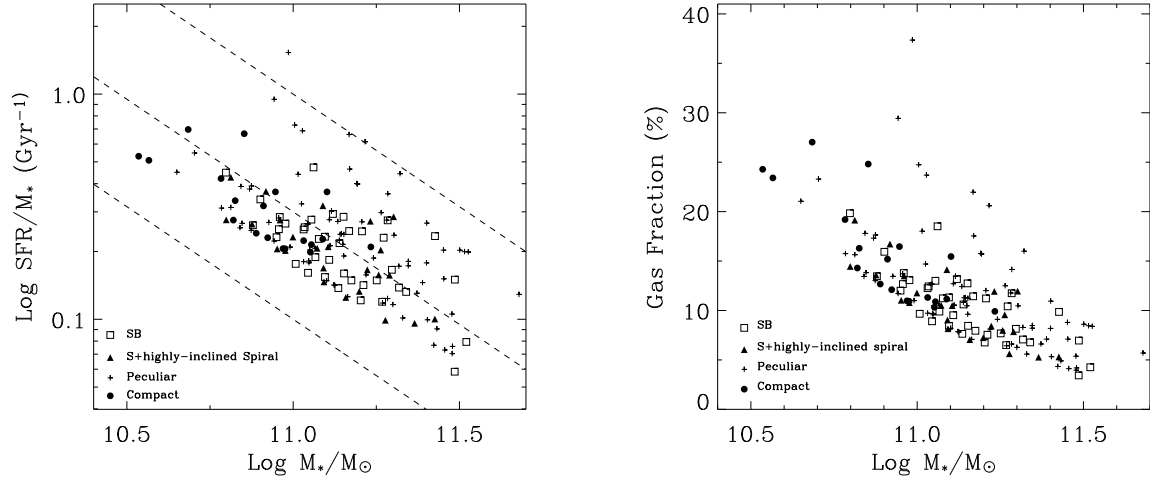 Log SFR/M* (Gyr−1)
1.0
0.1
SB
S+highly-inclined Spiral
Peculiar
Compact
10.5 11.0 11.5
Log M*/M⊙
Gas Fraction (%)
40
30
20
10
0
SB
S+highly-inclined spiral
Peculiar
Compact
10.5 11.0 11.5
Log M*/M⊙